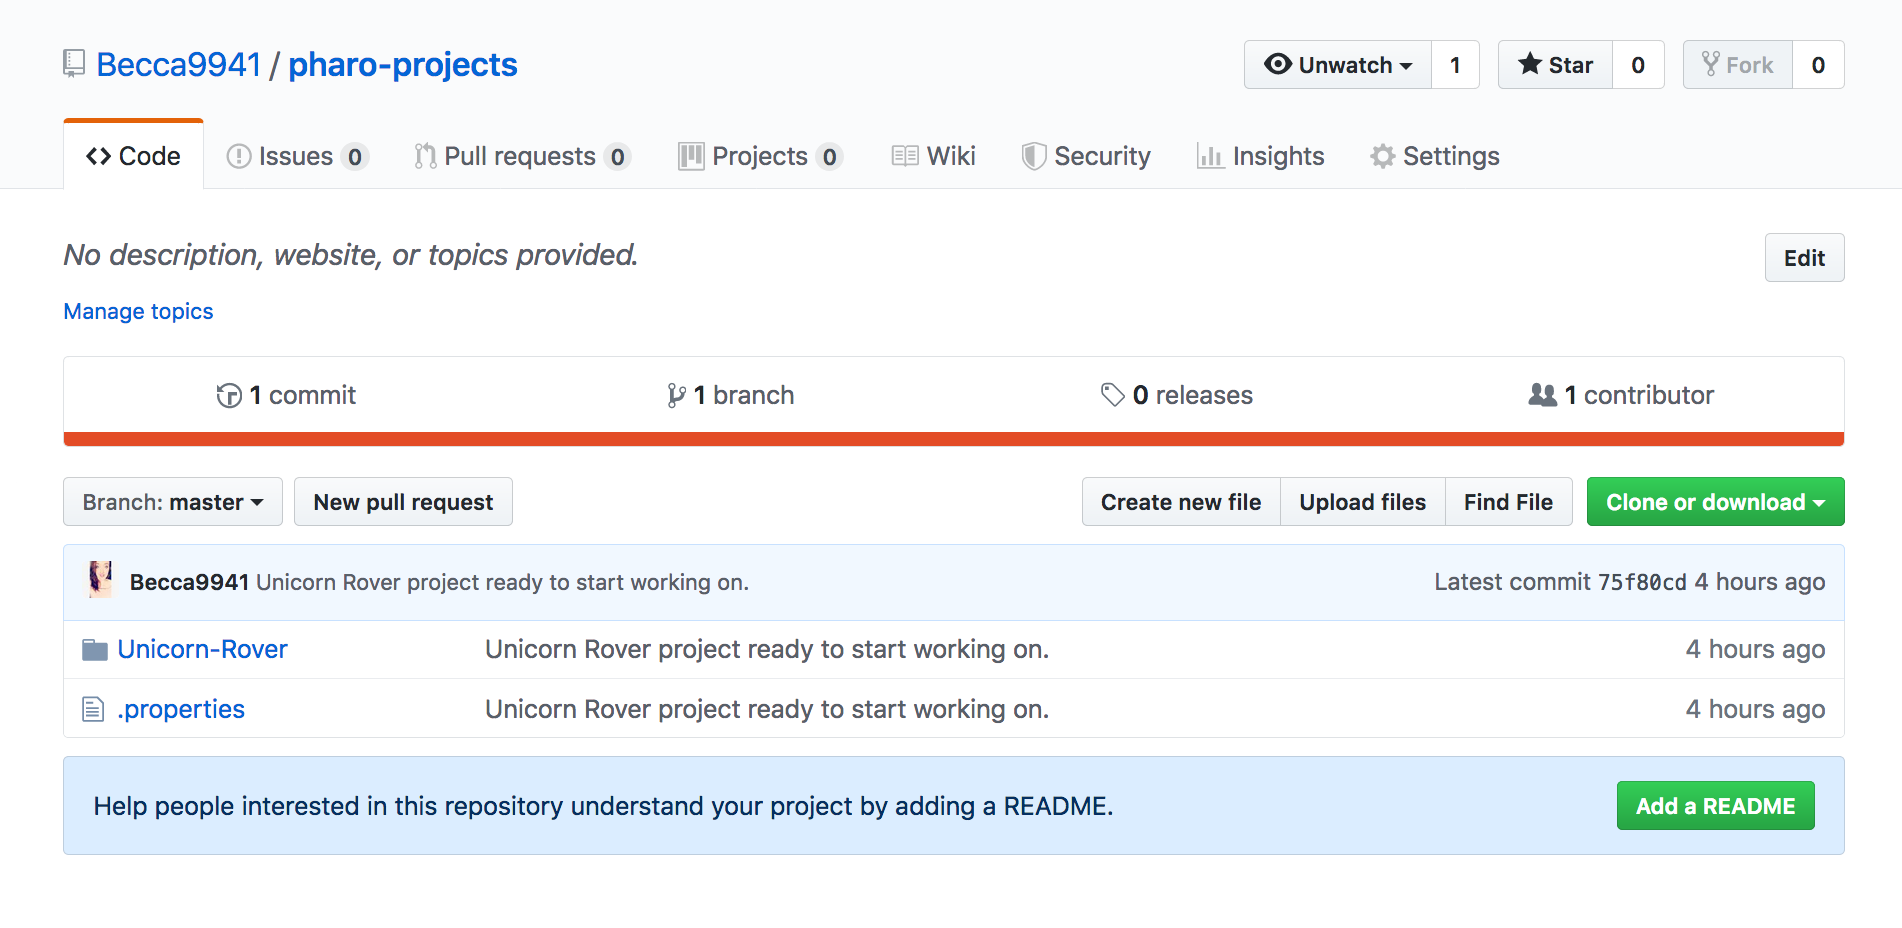 Becca9941 / pharo-projects
Unwatch 1 Star 0 Fork 0
Code Issues 0 Pull requests 0 Projects 0 Wiki Security Insights Settings
No description, website, or topics provided.
Edit
Manage topics
1 commit 1 branch 0 releases 1 contributor
Branch: master New pull request Create new file Upload files Find File Clone or download
Becca9941 Unicorn Rover project ready to start working on. Latest commit 75f80cd 4 hours ago
Unicorn-Rover Unicorn Rover project ready to start working on. 4 hours ago
.properties Unicorn Rover project ready to start working on. 4 hours ago
Help people interested in this repository understand your project by adding a README. Add a README